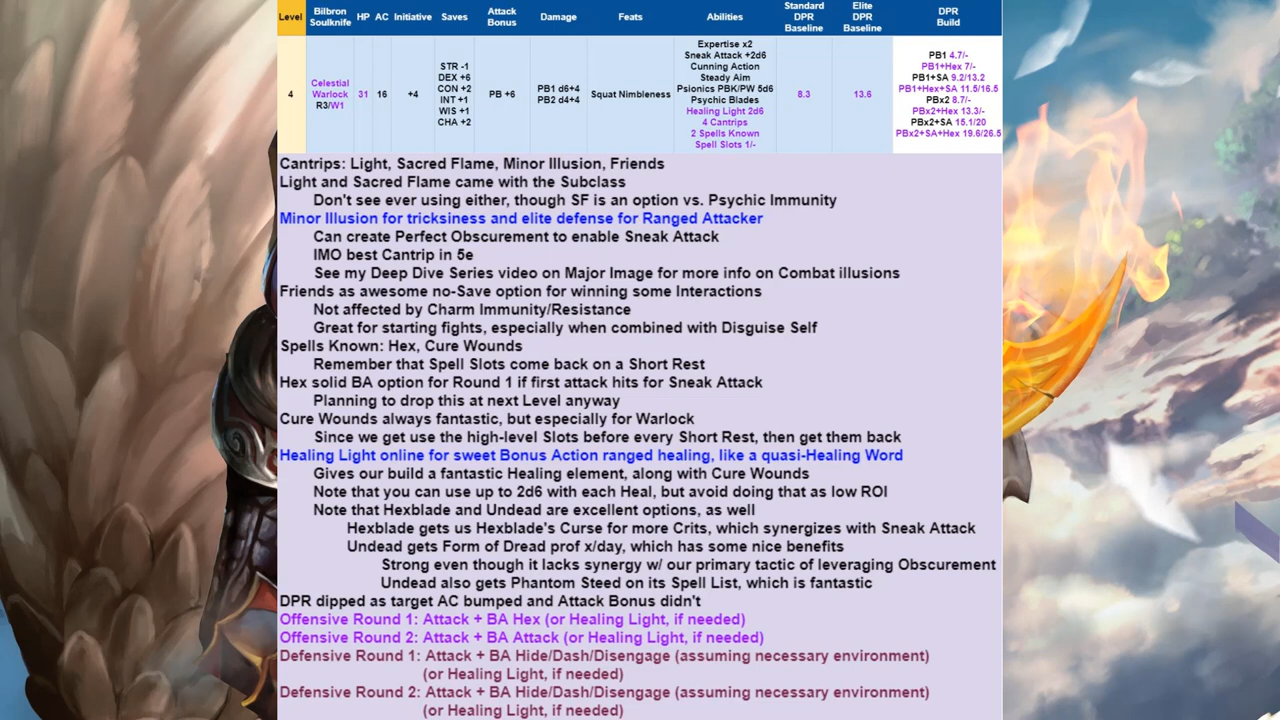 Level
Bilbron Soulknife
HP
AC
Initiative
Saves
Attack Bonus
Damage
Feats
Abilities
Standard DPR Baseline
Elite DPR Baseline
DPR Build
4
Celestial
Warlock
R3/W1
31
16
+4
STR -1
DEX +6
CON +2
INT +1
WIS +1
CHA +2
PB +6
PB1 d6+4
PB2 d4+4
Squat Nimbleness
Expertise x2
Sneak Attack +2d6
Cunning Action
Steady Aim
Psionics PBK/PW 5d6
Psychic Blades
Healing Light 2d6
4 Cantrips
2 Spells Known
Spell Slots 1/-
8.3
13.6
PB1 4.7/-
PB1+Hex 7/-
PB1+SA 9.2/13.2
PB1+Hex+SA 11.5/16.5
PBx2 8.7/-
PBx2+Hex 13.3/-
PBx2+SA 15.1/20
PBx2+SA+Hex 19.6/26.5
Cantrips: Light, Sacred Flame, Minor Illusion, Friends
Light and Sacred Flame came with the Subclass
Don't see ever using either, though SF is an option vs. Psychic Immunity
Minor Illusion for tricksiness and elite defense for Ranged Attacker
Can create Perfect Obscurement to enable Sneak Attack
IMO best Cantrip in 5e
See my Deep Dive Series video on Major Image for more info on Combat illusions
Friends as awesome no-Save option for winning some Interactions
Not affected by Charm Immunity/Resistance
Great for starting fights, especially when combined with Disguise Self
Spells Known: Hex, Cure Wounds
Remember that Spell Slots come back on a Short Rest
Hex solid BA option for Round 1 if first attack hits for Sneak Attack
Planning to drop this at next Level anyway
Cure Wounds always fantastic, but especially for Warlock
Since we get use the high-level Slots before every Short Rest, then get them back
Healing Light online for sweet Bonus Action ranged healing, like a quasi-Healing Word
Gives our build a fantastic Healing element, along with Cure Wounds
Note that you can use up to 2d6 with each Heal, but avoid doing that as low ROI
Note that Hexblade and Undead are excellent options, as well
Hexblade gets us Hexblade's Curse for more Crits, which synergizes with Sneak Attack
Undead gets Form of Dread prof x/day, which has some nice benefits
Strong even though it lacks synergy w/ our primary tactic of leveraging Obscurement
Undead also gets Phantom Steed on its Spell List, which is fantastic
DPR dipped as target AC bumped and Attack Bonus didn't
Offensive Round 1: Attack + BA Hex (or Healing Light, if needed)
Offensive Round 2: Attack + BA Attack (or Healing Light, if needed)
Defensive Round 1: Attack + BA Hide/Dash/Disengage (assuming necessary environment)
(or Healing Light, if needed)
Defensive Round 2: Attack + BA Hide/Dash/Disengage (assuming necessary environment)
(or Healing Light, if needed)